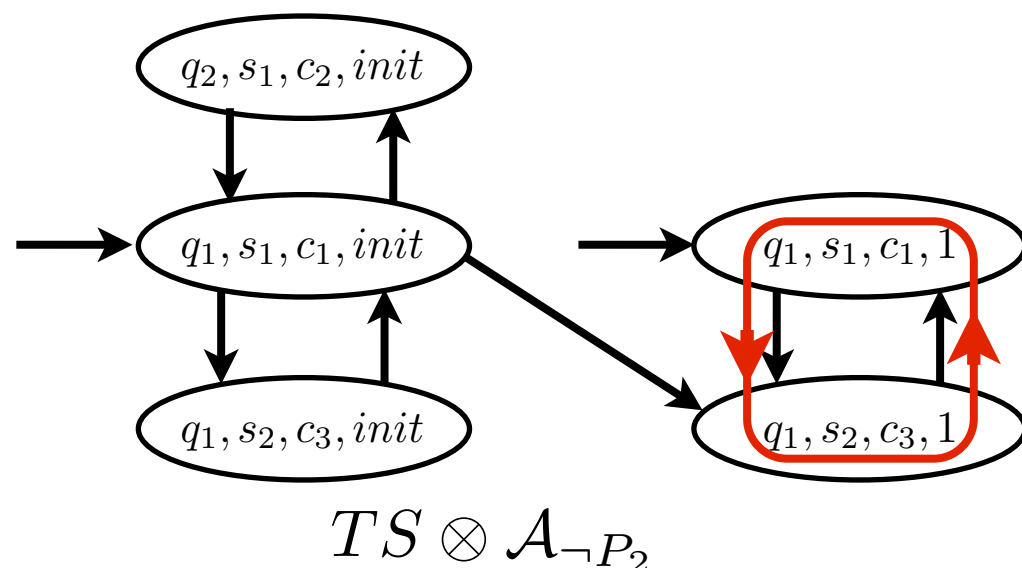 q₂, s₁, c₂, init
q₁, s₁, c₁, init
q₁, s₁, c₁, 1
q₁, s₂, c₃, init
q₁, s₂, c₃, 1
TS ⊗ 𝒜_{¬P₂}